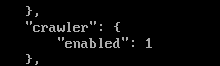 },
"crawler": {
"enabled": 1
},